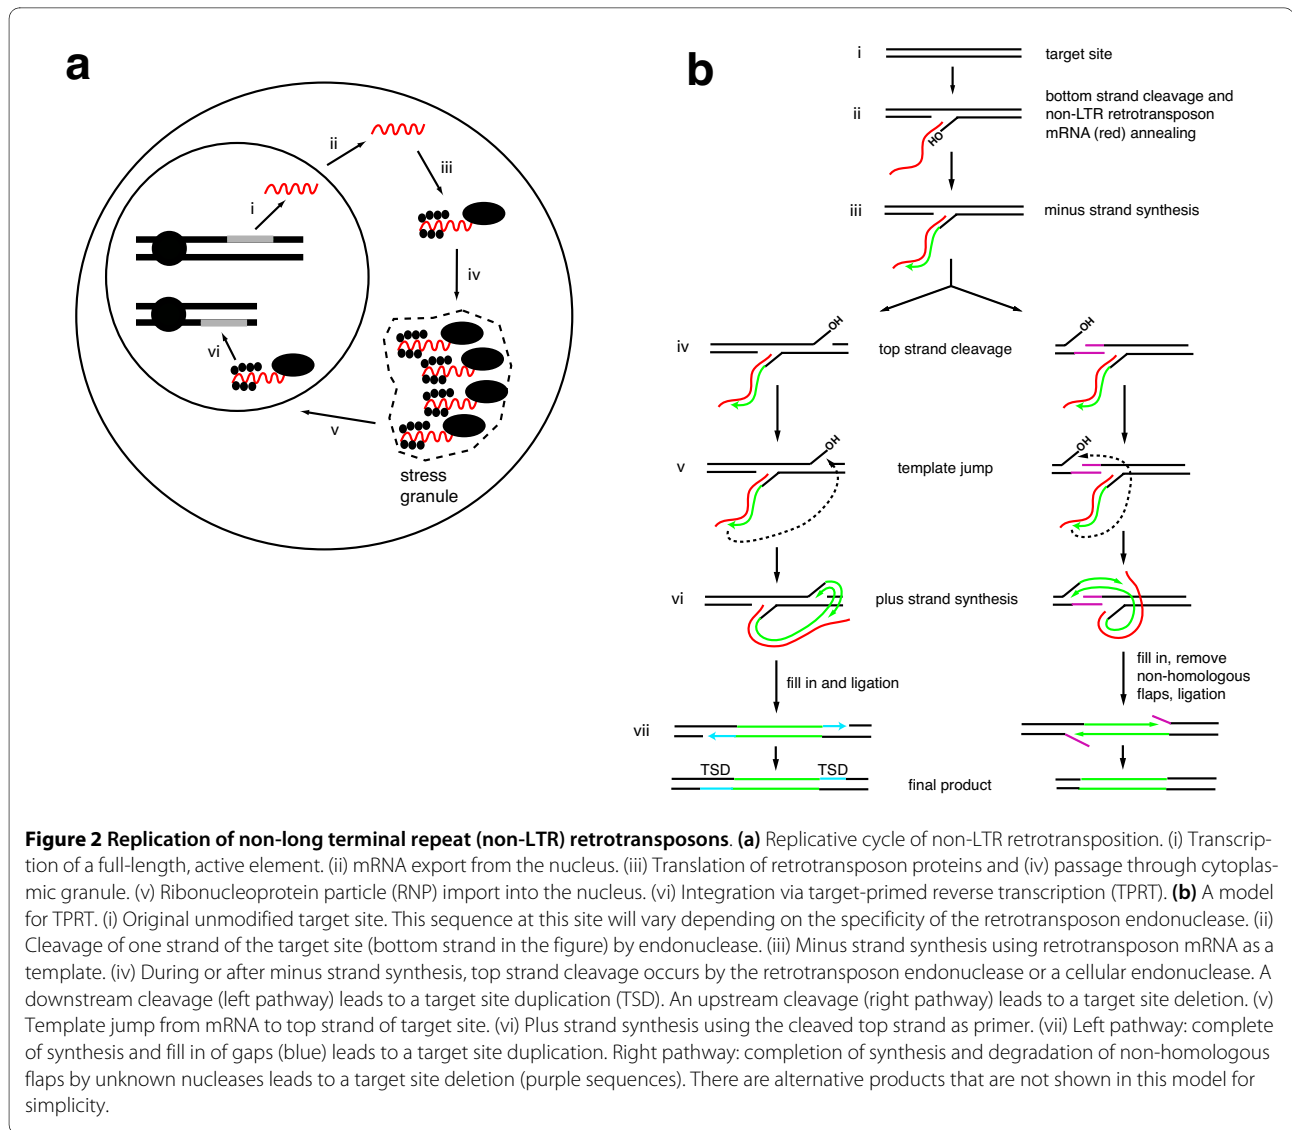 a
i
ii
iii
iv
v
vi
stress
granule
b
i
target site
ii
bottom strand cleavage and
non-LTR retrotransposon
mRNA (red) annealing
HO
iii
minus strand synthesis
iv
OH
top strand cleavage
OH
v
OH
template jump
OH
vi
plus strand synthesis
fill in and ligation
fill in, remove
non-homologous
flaps, ligation
vii
TSD
TSD
final product
Figure 2 Replication of non-long terminal repeat (non-LTR) retrotransposons. (a) Replicative cycle of non-LTR retrotransposition. (i) Transcrip-
tion of a full-length, active element. (ii) mRNA export from the nucleus. (iii) Translation of retrotransposon proteins and (iv) passage through cytoplas-
mic granule. (v) Ribonucleoprotein particle (RNP) import into the nucleus. (vi) Integration via target-primed reverse transcription (TPRT). (b) A model
for TPRT. (i) Original unmodified target site. This sequence at this site will vary depending on the specificity of the retrotransposon endonuclease. (ii)
Cleavage of one strand of the target site (bottom strand in the figure) by endonuclease. (iii) Minus strand synthesis using retrotransposon mRNA as a
template. (iv) During or after minus strand synthesis, top strand cleavage occurs by the retrotransposon endonuclease or a cellular endonuclease. A
downstream cleavage (left pathway) leads to a target site duplication (TSD). An upstream cleavage (right pathway) leads to a target site deletion. (v)
Template jump from mRNA to top strand of target site. (vi) Plus strand synthesis using the cleaved top strand as primer. (vii) Left pathway: complete
of synthesis and fill in of gaps (blue) leads to a target site duplication. Right pathway: completion of synthesis and degradation of non-homologous
flaps by unknown nucleases leads to a target site deletion (purple sequences). There are alternative products that are not shown in this model for
simplicity.